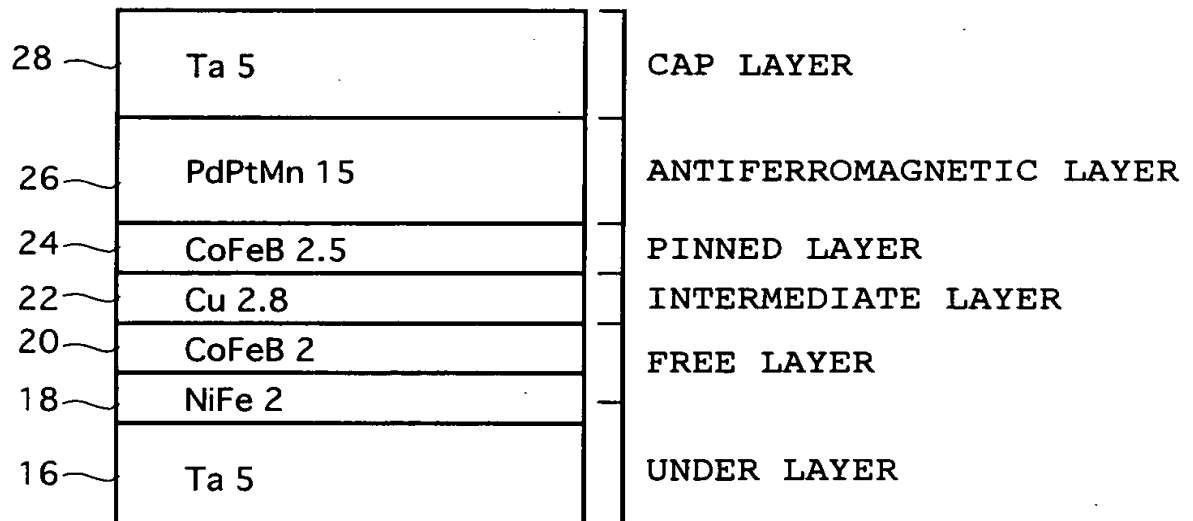 28 Ta 5 CAP LAYER
26 PdPtMn 15 ANTIFERROMAGNETIC LAYER
24 CoFeB 2.5 PINNED LAYER
22 Cu 2.8 INTERMEDIATE LAYER
20 CoFeB 2
FREE LAYER
18 NiFe 2
16 Ta 5 UNDER LAYER